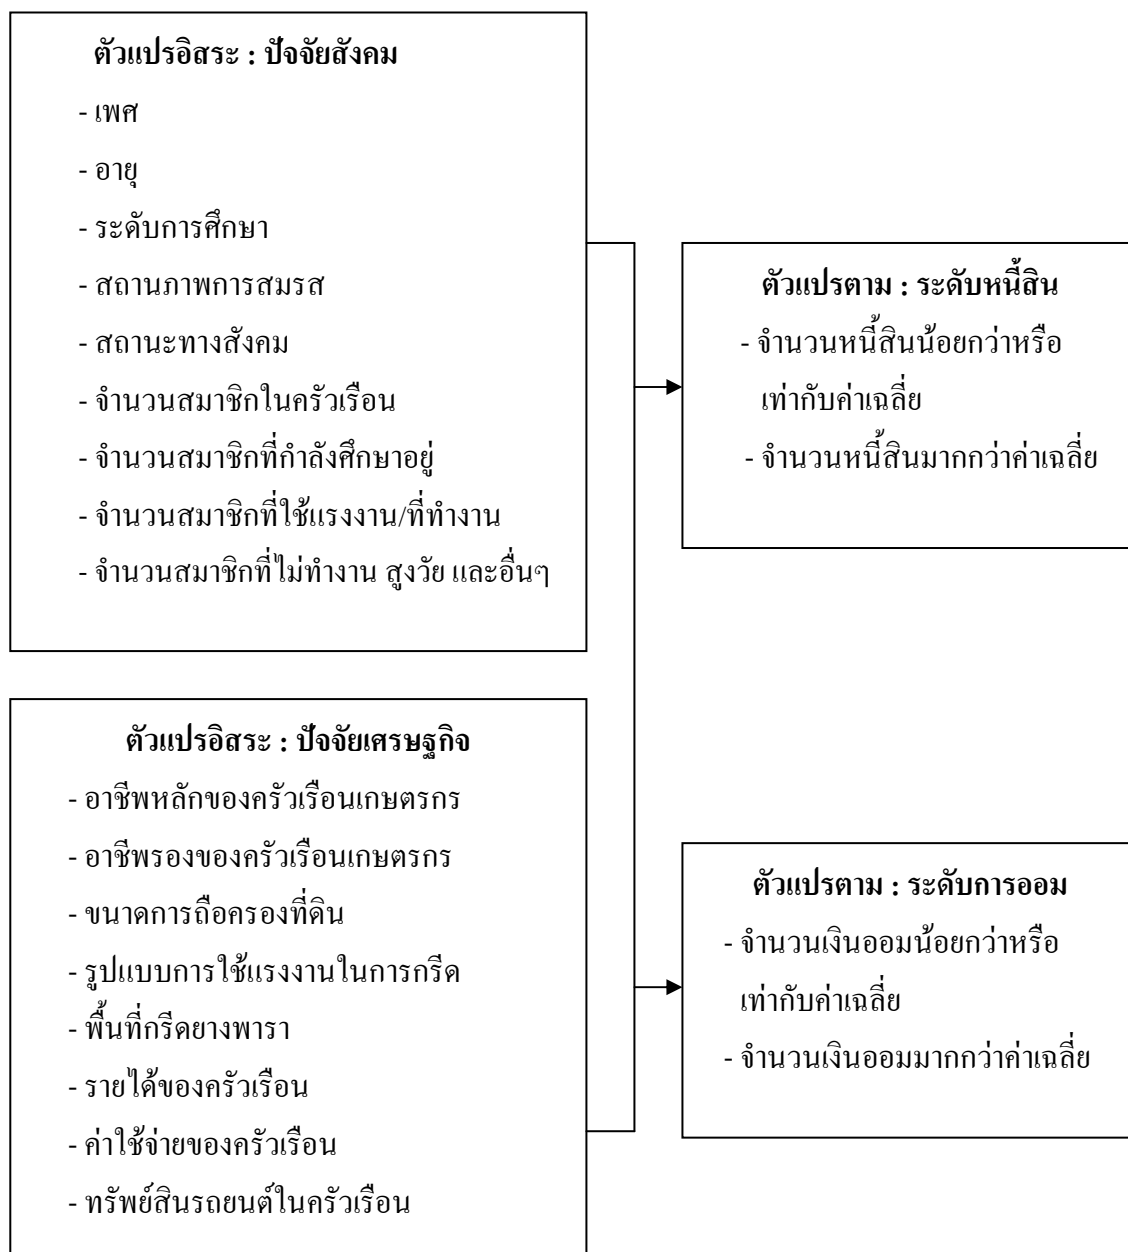 ตัวแปรอิสระ : ปัจจัยสังคม
- เพศ
- อายุ
- ระดับการศึกษา
- สถานภาพการสมรส
- สถานะทางสังคม
- จำนวนสมาชิกในครัวเรือน
- จำนวนสมาชิกที่กำลังศึกษาอยู่
- จำนวนสมาชิกที่ใช้แรงงาน/ที่ทำงาน
- จำนวนสมาชิกที่ไม่ทำงาน สูงวัย และอื่นๆ
ตัวแปรตาม : ระดับหนี้สิน
- จำนวนหนี้สินน้อยกว่าหรือ
เท่ากับค่าเฉลี่ย
- จำนวนหนี้สินมากกว่าค่าเฉลี่ย
ตัวแปรอิสระ : ปัจจัยเศรษฐกิจ
- อาชีพหลักของครัวเรือนเกษตรกร
- อาชีพรองของครัวเรือนเกษตรกร
- ขนาดการถือครองที่ดิน
- รูปแบบการใช้แรงงานในการกรีด
- พื้นที่กรีดยางพารา
- รายได้ของครัวเรือน
- ค่าใช้จ่ายของครัวเรือน
- ทรัพย์สินรถยนต์ในครัวเรือน
ตัวแปรตาม : ระดับการออม
- จำนวนเงินออมน้อยกว่าหรือ
เท่ากับค่าเฉลี่ย
- จำนวนเงินออมมากกว่าค่าเฉลี่ย